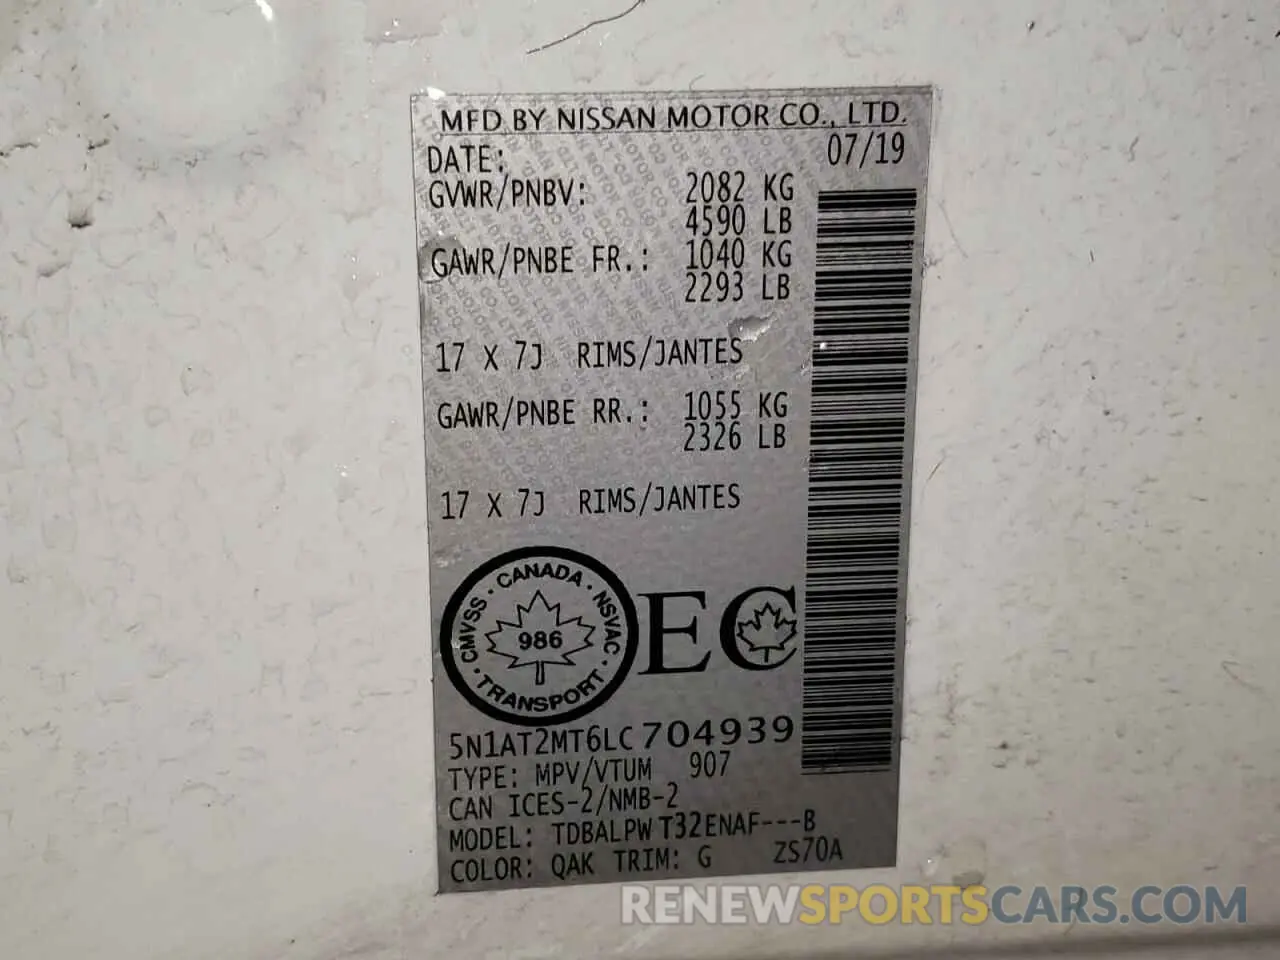 MFD BY NISSAN MOTOR CO., LTD.
DATE: 07/19
GVWR/PNBV: 2082 KG
4590 LB
GAWR/PNBE FR.: 1040 KG
2293 LB
17 X 7J RIMS/JANTES
GAWR/PNBE RR.: 1055 KG
2326 LB
17 X 7J RIMS/JANTES
CMVSS · CANADA · NSVAC · TRANSPORT ·
986
EC
5N1AT2MT6LC704939
TYPE: MPV/VTUM 907
CAN ICES-2/NMB-2
MODEL: TDBALPW T32ENAF---B
COLOR: QAK TRIM: G ZS70A
RENEWSPORTSCARS.COM